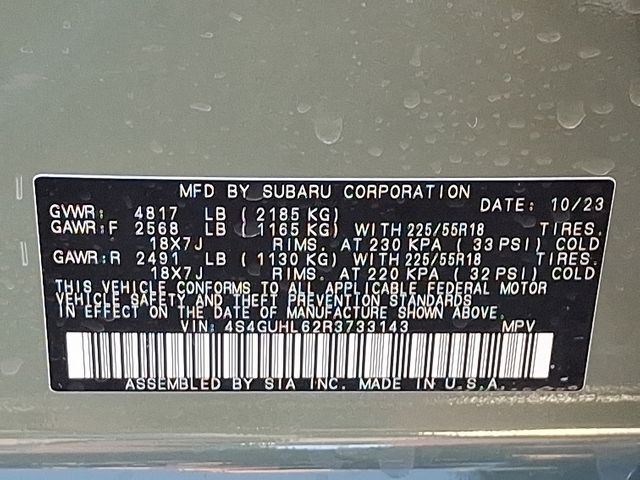 MFD BY SUBARU CORPORATION
DATE: 10/23
GVWR: 4817 LB ( 2185 KG)
GAWR: F 2568 LB ( 1165 KG) WITH 225/55R18 TIRES.
18X7J RIMS. AT 230 KPA ( 33 PSI) COLD
GAWR: R 2491 LB ( 1130 KG) WITH 225/55R18 TIRES.
18X7J RIMS. AT 220 KPA ( 32 PSI) COLD
THIS VEHICLE CONFORMS TO ALL APPLICABLE FEDERAL MOTOR
VEHICLE SAFETY AND THEFT PREVENTION STANDARDS
IN EFFECT ON THE DATE OF MANUFACTURE SHOWN ABOVE.
VIN: 4S4GUHL62R3733143 MPV
ASSEMBLED BY SIA INC. MADE IN U.S.A.